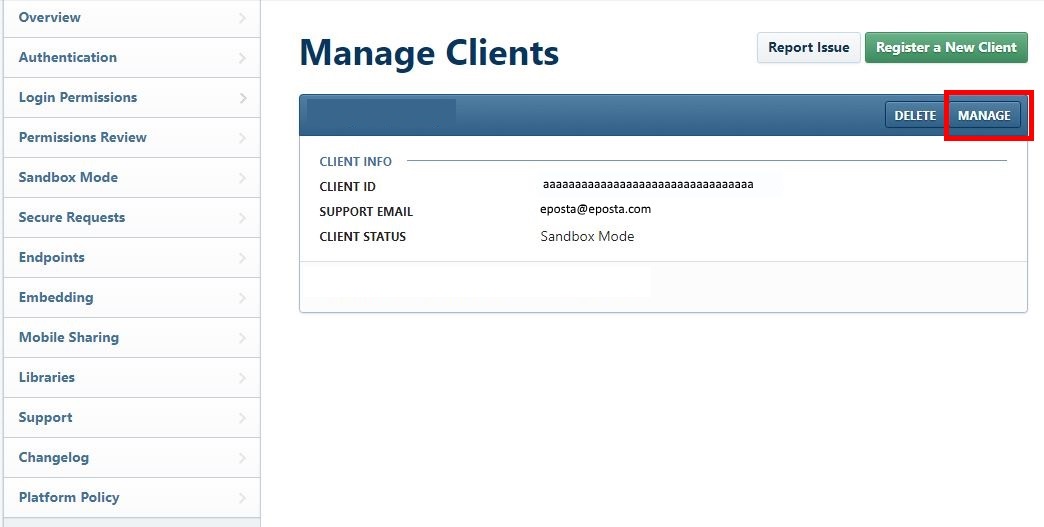 Overview
Authentication
Login Permissions
Permissions Review
Sandbox Mode
Secure Requests
Endpoints
Embedding
Mobile Sharing
Libraries
Support
Changelog
Platform Policy
Manage Clients
Report Issue
Register a New Client
DELETE
MANAGE
CLIENT INFO
CLIENT ID aaaaaaaaaaaaaaaaaaaaaaaaaaaaaaaaa
SUPPORT EMAIL eposta@eposta.com
CLIENT STATUS Sandbox Mode